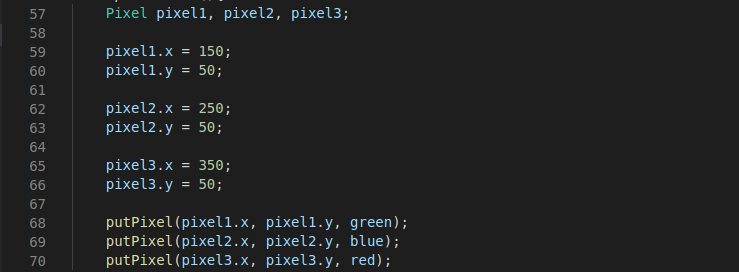 57 Pixel pixel1, pixel2, pixel3;
58
59 pixel1.x = 150;
60 pixel1.y = 50;
61
62 pixel2.x = 250;
63 pixel2.y = 50;
64
65 pixel3.x = 350;
66 pixel3.y = 50;
67
68 putPixel(pixel1.x, pixel1.y, green);
69 putPixel(pixel2.x, pixel2.y, blue);
70 putPixel(pixel3.x, pixel3.y, red);